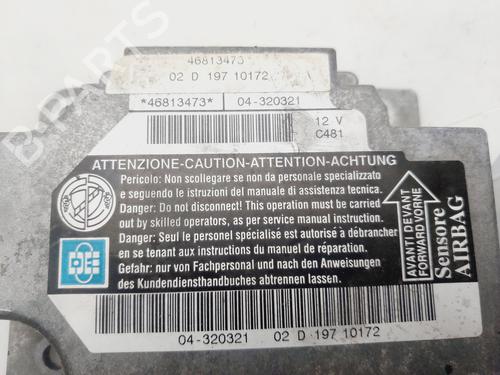 46813473
02 D 197 10172
*46813473*
04-320321
12 V
C481
ATTENZIONE-CAUTION-ATTENTION-ACHTUNG
Pericolo: Non scollegare se non da personale specializzato
e seguendo le istruzioni del manuale di assistenza tecnica.
Danger: Do not disconnect! This operation must be carried
out by skilled operators, as per service manual instruction.
Danger: Seul le personel spécialisé est autorisé à débrancher
en se tenant aux instructions du manuel de réparation.
Gefahr: nur von Fachpersonal und nach den Anweisungen
des Kundendiensthandbuches abtrennen lassen.
AVANTI DEVANT
FORWARD VORNE
Sensore
AIRBAG
04-320321
02 D 197 10172